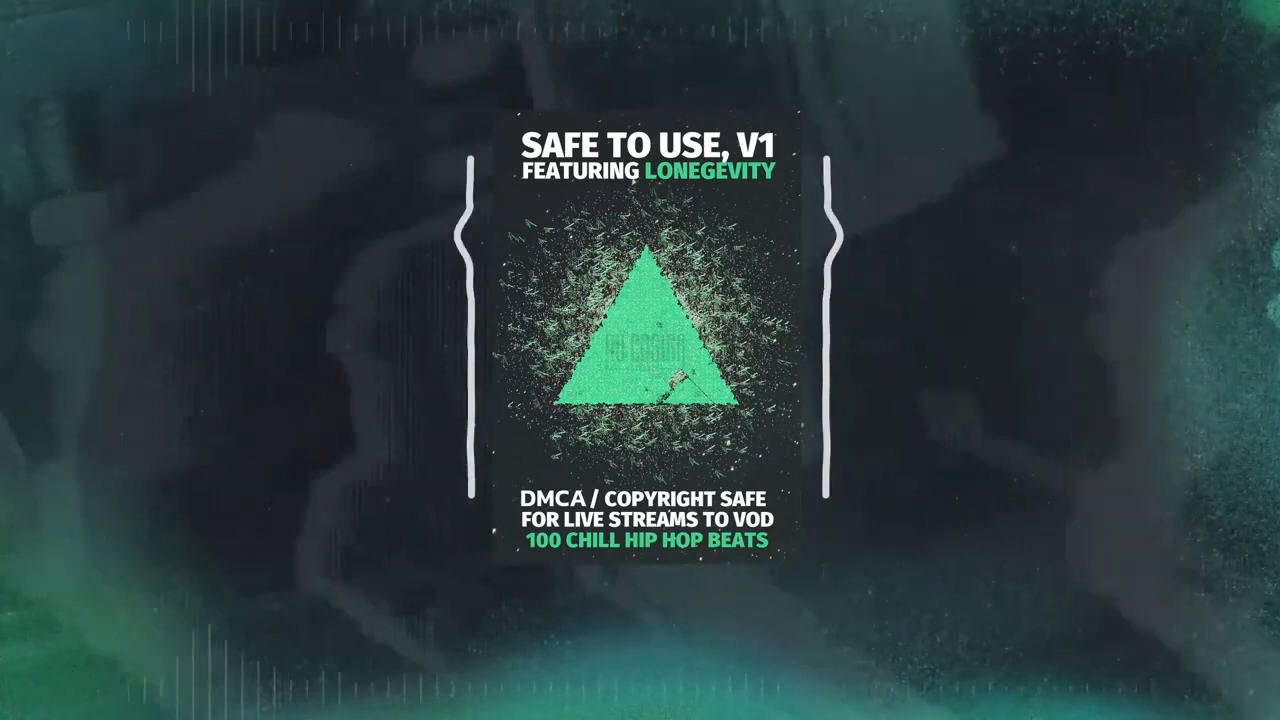 SAFE TO USE, V1
FEATURING LONEGEVITY
DMCA / COPYRIGHT SAFE
FOR LIVE STREAMS TO VOD
100 CHILL HIP HOP BEATS